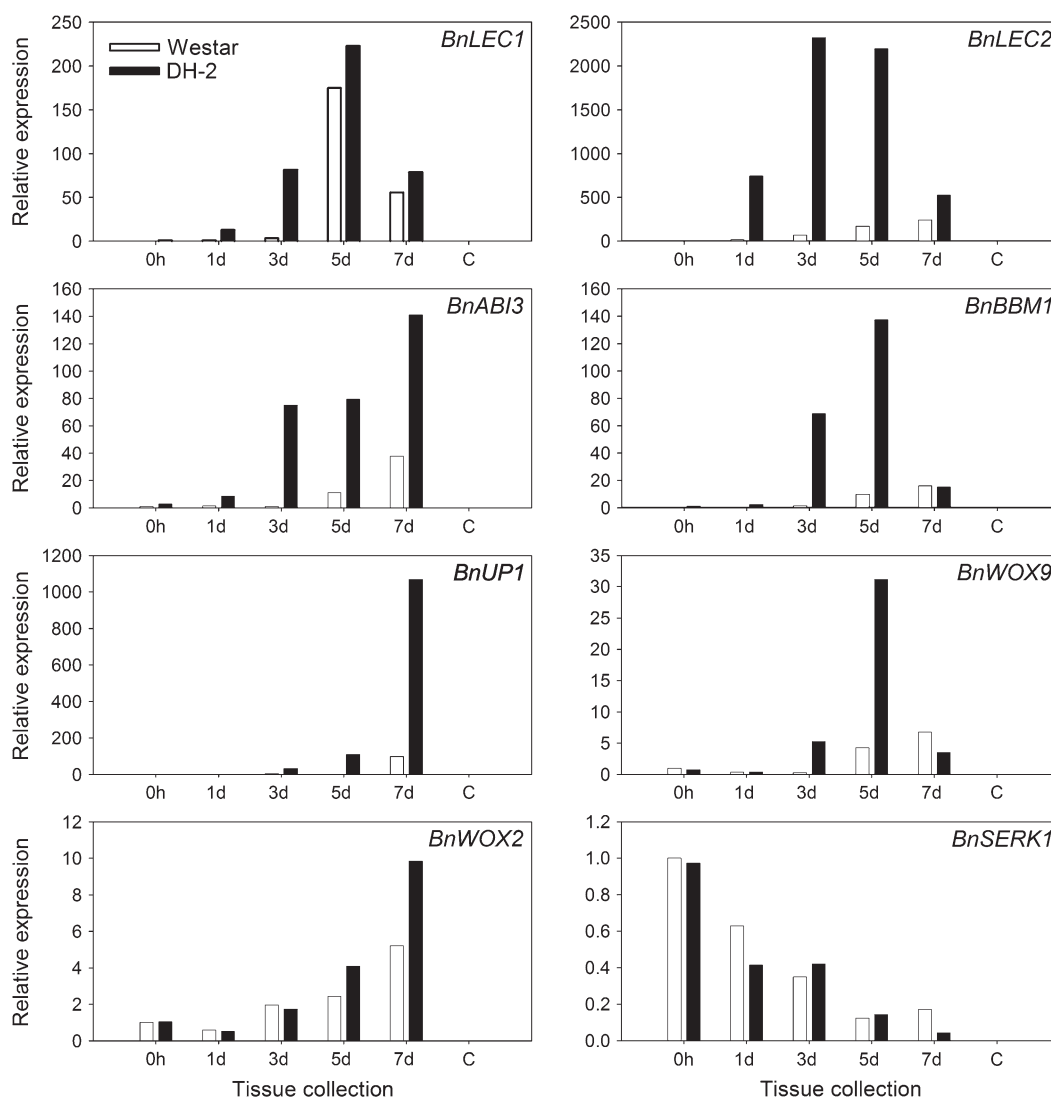 BnLEC1
Westar
DH-2
Relative expression
250
200
150
100
50
0
0h 1d 3d 5d 7d C
BnLEC2
2500
2000
1500
1000
500
0
0h 1d 3d 5d 7d C
BnABI3
Relative expression
160
140
120
100
80
60
40
20
0
0h 1d 3d 5d 7d C
BnBBM1
160
140
120
100
80
60
40
20
0
0h 1d 3d 5d 7d C
BnUP1
Relative expression
1200
1000
800
600
400
200
0
0h 1d 3d 5d 7d C
BnWOX9
35
30
25
20
15
10
5
0
0h 1d 3d 5d 7d C
BnWOX2
Relative expression
12
10
8
6
4
2
0
0h 1d 3d 5d 7d C
Tissue collection
BnSERK1
1.2
1.0
0.8
0.6
0.4
0.2
0.0
0h 1d 3d 5d 7d C
Tissue collection